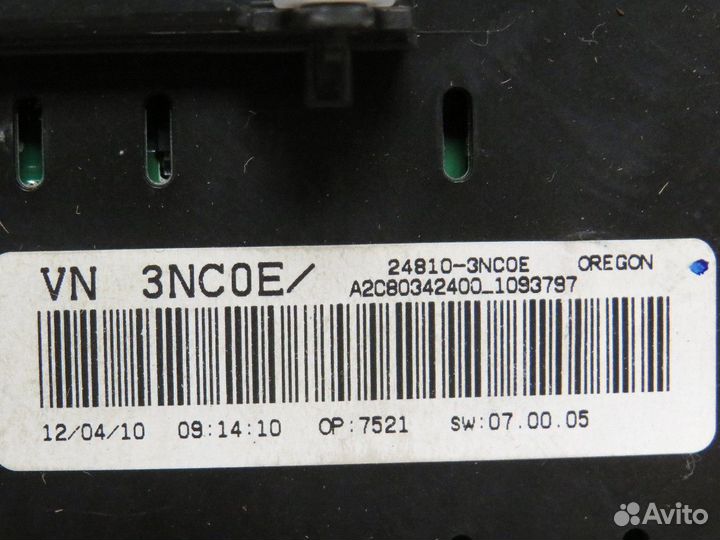 VN 3NC0E/
24810-3NC0E OREGON
A2C80342400_1093797
12/04/10 09:14:10 OP:7521 SW:07.00.05
Avito